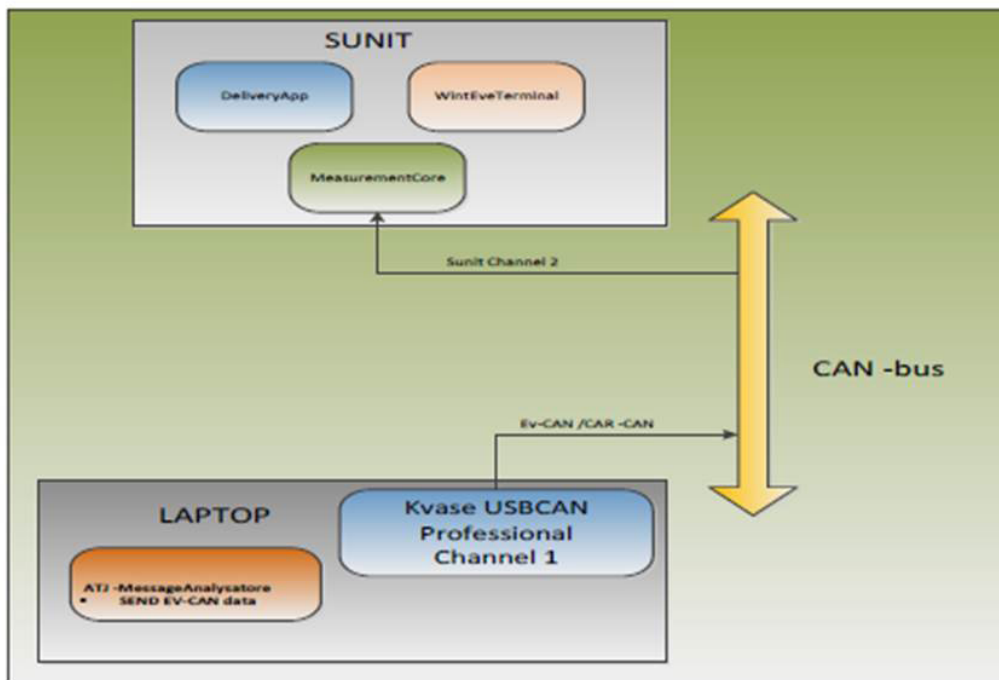 SUNIT
DeliveryApp
WintEveTerminal
MeasurementCore
Sunit Channel 2
CAN -bus
Ev-CAN /CAR -CAN
LAPTOP
Kvase USBCAN
Professional
Channel 1
ATJ -MessageAnalysatore
• SEND EV-CAN data